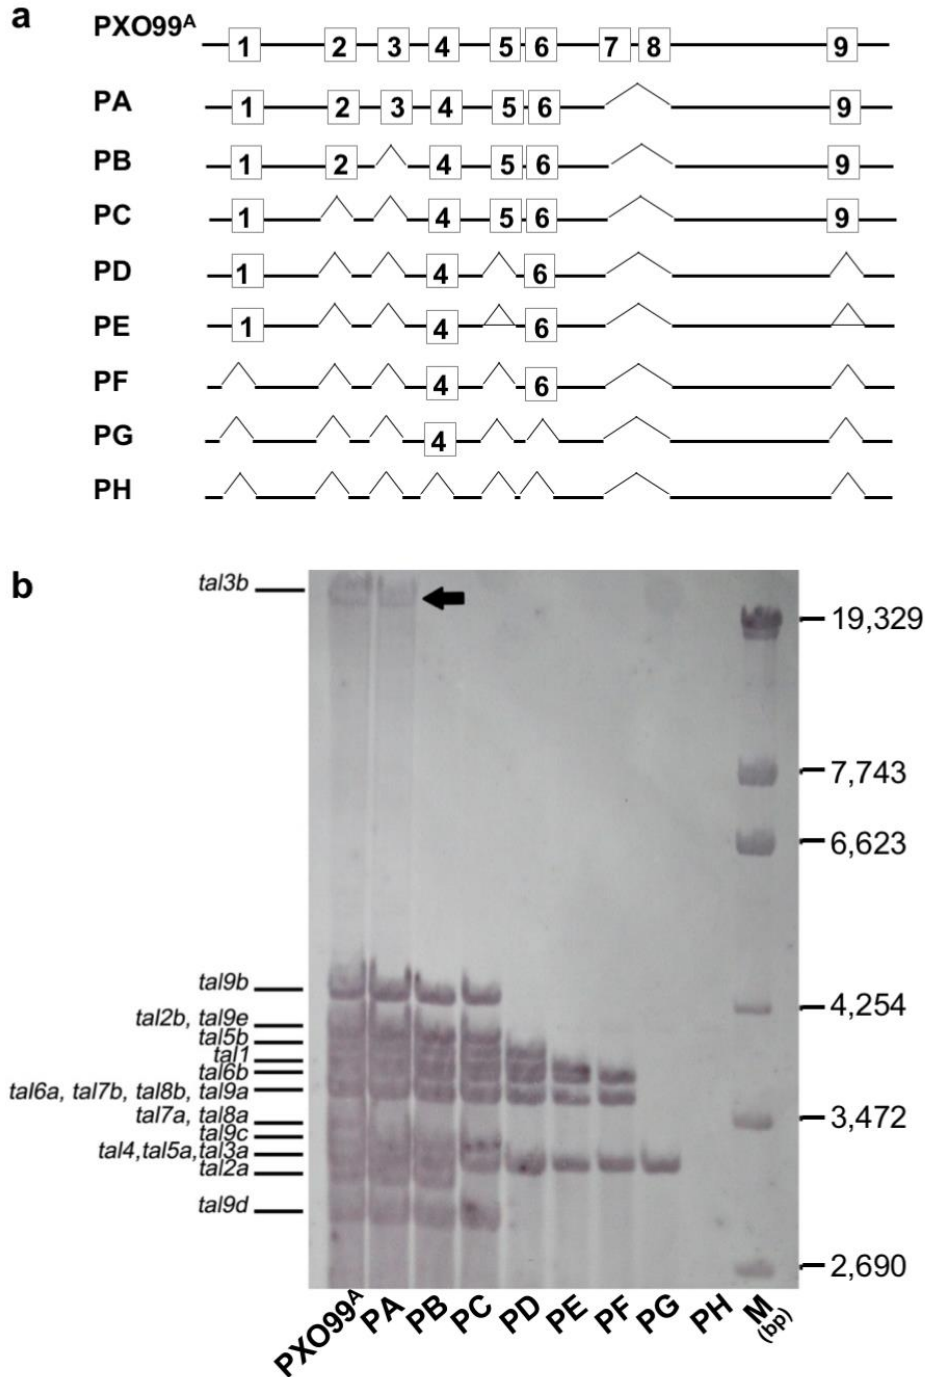 a
PXO99A 1 2 3 4 5 6 7 8 9
PA 1 2 3 4 5 6 9
PB 1 2 4 5 6 9
PC 1 4 5 6 9
PD 1 4 6
PE 1 4 6
PF 4 6
PG 4
PH
b
tal3b
19,329
7,743
6,623
tal9b
4,254
tal2b, tal9e
tal5b
tal1
tal6b
tal6a, tal7b, tal8b, tal9a
tal7a, tal8a
3,472
tal9c
tal4,tal5a,tal3a
tal2a
tal9d
2,690
PXO99A PA PB PC PD PE PF PG PH M
(bp)